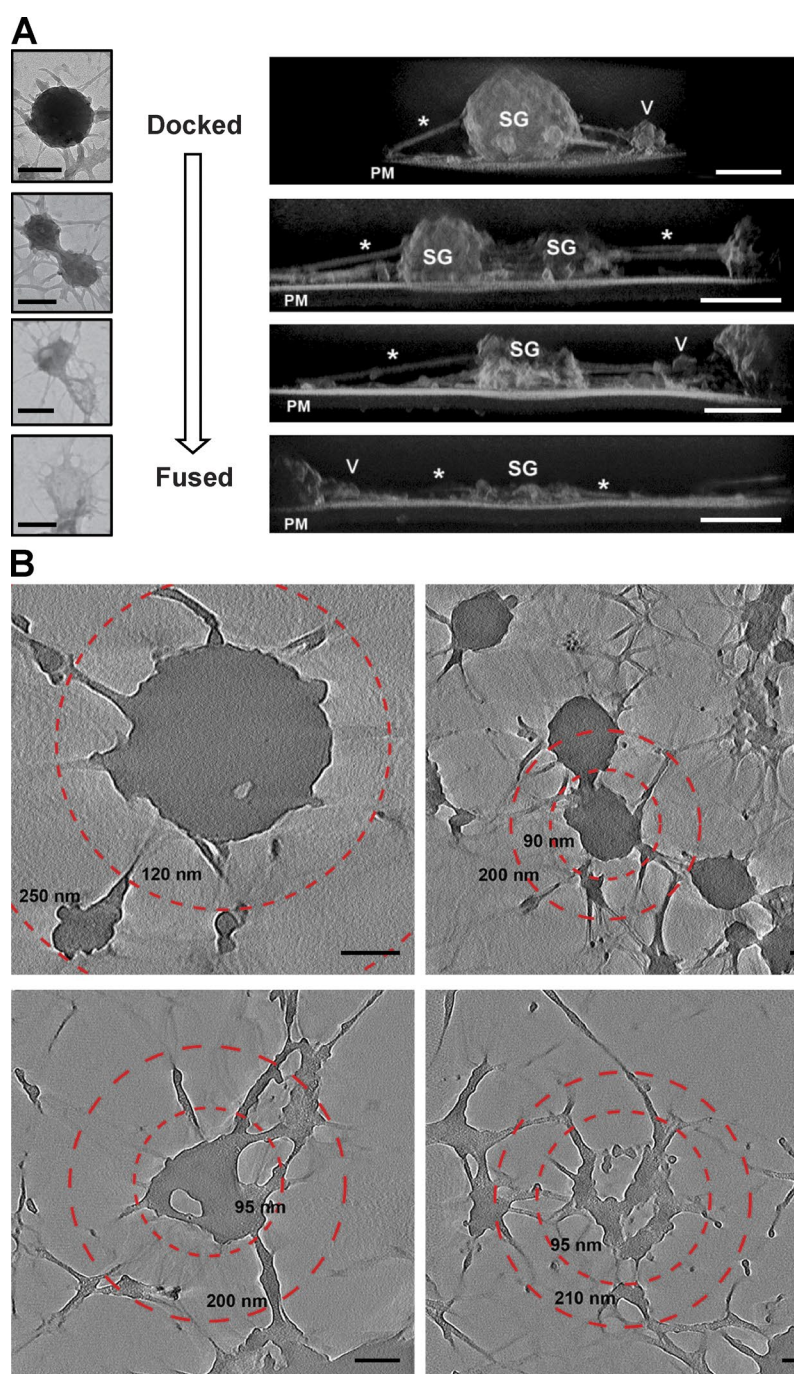 A
Docked
Fused
* SG V
PM
* SG SG *
PM
* SG V
PM
V * SG *
PM
B
120 nm
250 nm
90 nm
200 nm
95 nm
200 nm
95 nm
210 nm